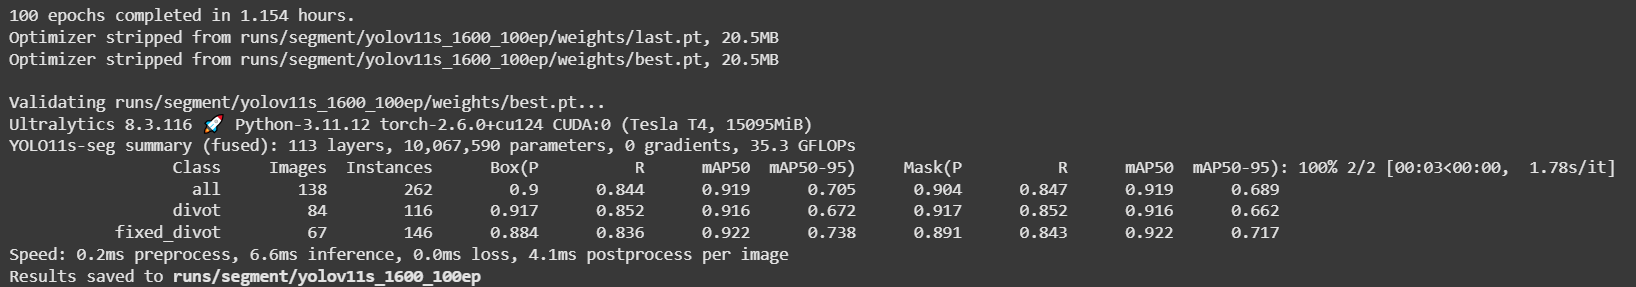 100 epochs completed in 1.154 hours.
Optimizer stripped from runs/segment/yolov11s_1600_100ep/weights/last.pt, 20.5MB
Optimizer stripped from runs/segment/yolov11s_1600_100ep/weights/best.pt, 20.5MB
Validating runs/segment/yolov11s_1600_100ep/weights/best.pt...
Ultralytics 8.3.116 🚀 Python-3.11.12 torch-2.6.0+cu124 CUDA:0 (Tesla T4, 15095MiB)
YOLO11s-seg summary (fused): 113 layers, 10,067,590 parameters, 0 gradients, 35.3 GFLOPs
Class Images Instances Box(P R mAP50 mAP50-95) Mask(P R mAP50 mAP50-95): 100% 2/2 [00:03<00:00, 1.78s/it]
all 138 262 0.9 0.844 0.919 0.705 0.904 0.847 0.919 0.689
divot 84 116 0.917 0.852 0.916 0.672 0.917 0.852 0.916 0.662
fixed_divot 67 146 0.884 0.836 0.922 0.738 0.891 0.843 0.922 0.717
Speed: 0.2ms preprocess, 6.6ms inference, 0.0ms loss, 4.1ms postprocess per image
Results saved to runs/segment/yolov11s_1600_100ep